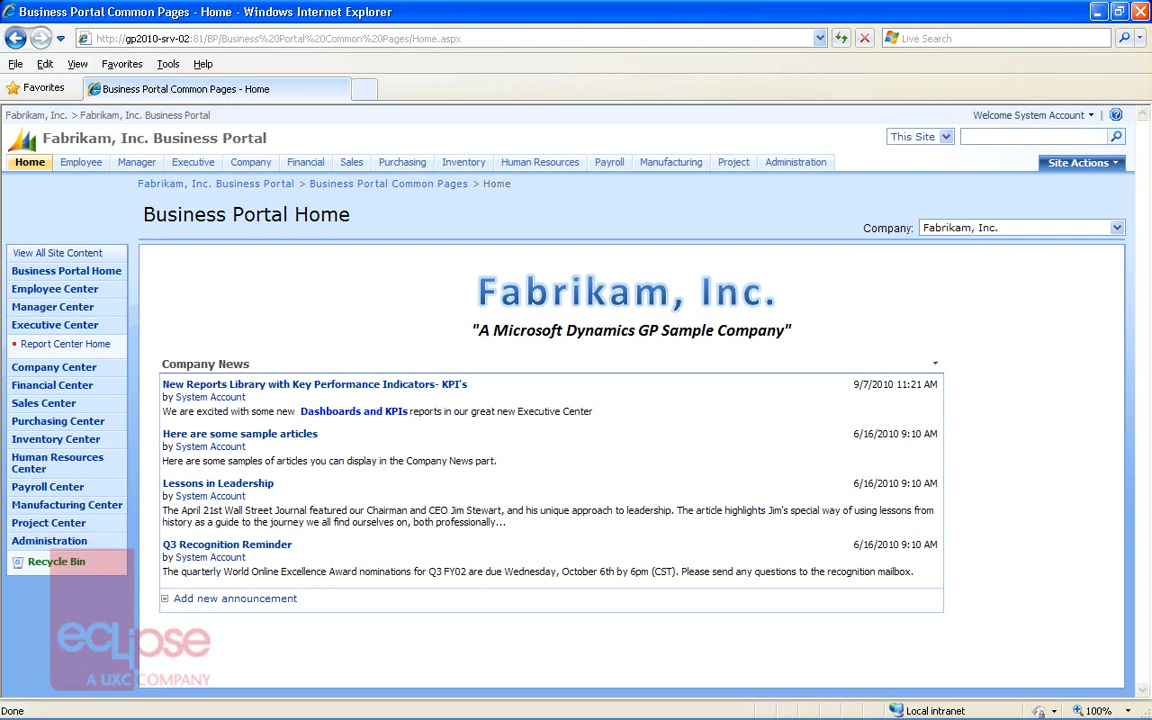 Business Portal Common Pages - Home - Windows Internet Explorer
http://gp2010-srv-02:81/BP/Business%20Portal%20Common%20Pages/Home.aspx
Live Search
File Edit View Favorites Tools Help
Favorites
Business Portal Common Pages - Home
Fabrikam, Inc. > Fabrikam, Inc. Business Portal
Welcome System Account
Fabrikam, Inc. Business Portal
This Site
Home Employee Manager Executive Company Financial Sales Purchasing Inventory Human Resources Payroll Manufacturing Project Administration
Site Actions
Fabrikam, Inc. Business Portal > Business Portal Common Pages > Home
Business Portal Home
Company: Fabrikam, Inc.
View All Site Content
Business Portal Home
Employee Center
Manager Center
Executive Center
Report Center Home
Company Center
Financial Center
Sales Center
Purchasing Center
Inventory Center
Human Resources
Center
Payroll Center
Manufacturing Center
Project Center
Administration
Recycle Bin
Fabrikam, Inc.
"A Microsoft Dynamics GP Sample Company"
Company News
New Reports Library with Key Performance Indicators- KPI's 9/7/2010 11:21 AM
by System Account
We are excited with some new Dashboards and KPIs reports in our great new Executive Center
Here are some sample articles 6/16/2010 9:10 AM
by System Account
Here are some samples of articles you can display in the Company News part.
Lessons in Leadership 6/16/2010 9:10 AM
by System Account
The April 21st Wall Street Journal featured our Chairman and CEO Jim Stewart, and his unique approach to leadership. The article highlights Jim's special way of using lessons from
history as a guide to the journey we all find ourselves on, both professionally...
Q3 Recognition Reminder 6/16/2010 9:10 AM
by System Account
The quarterly World Online Excellence Award nominations for Q3 FY02 are due Wednesday, October 6th by 6pm (CST). Please send any questions to the recognition mailbox.
Add new announcement
eclipse
A UXC COMPANY
Done
Local intranet
100%